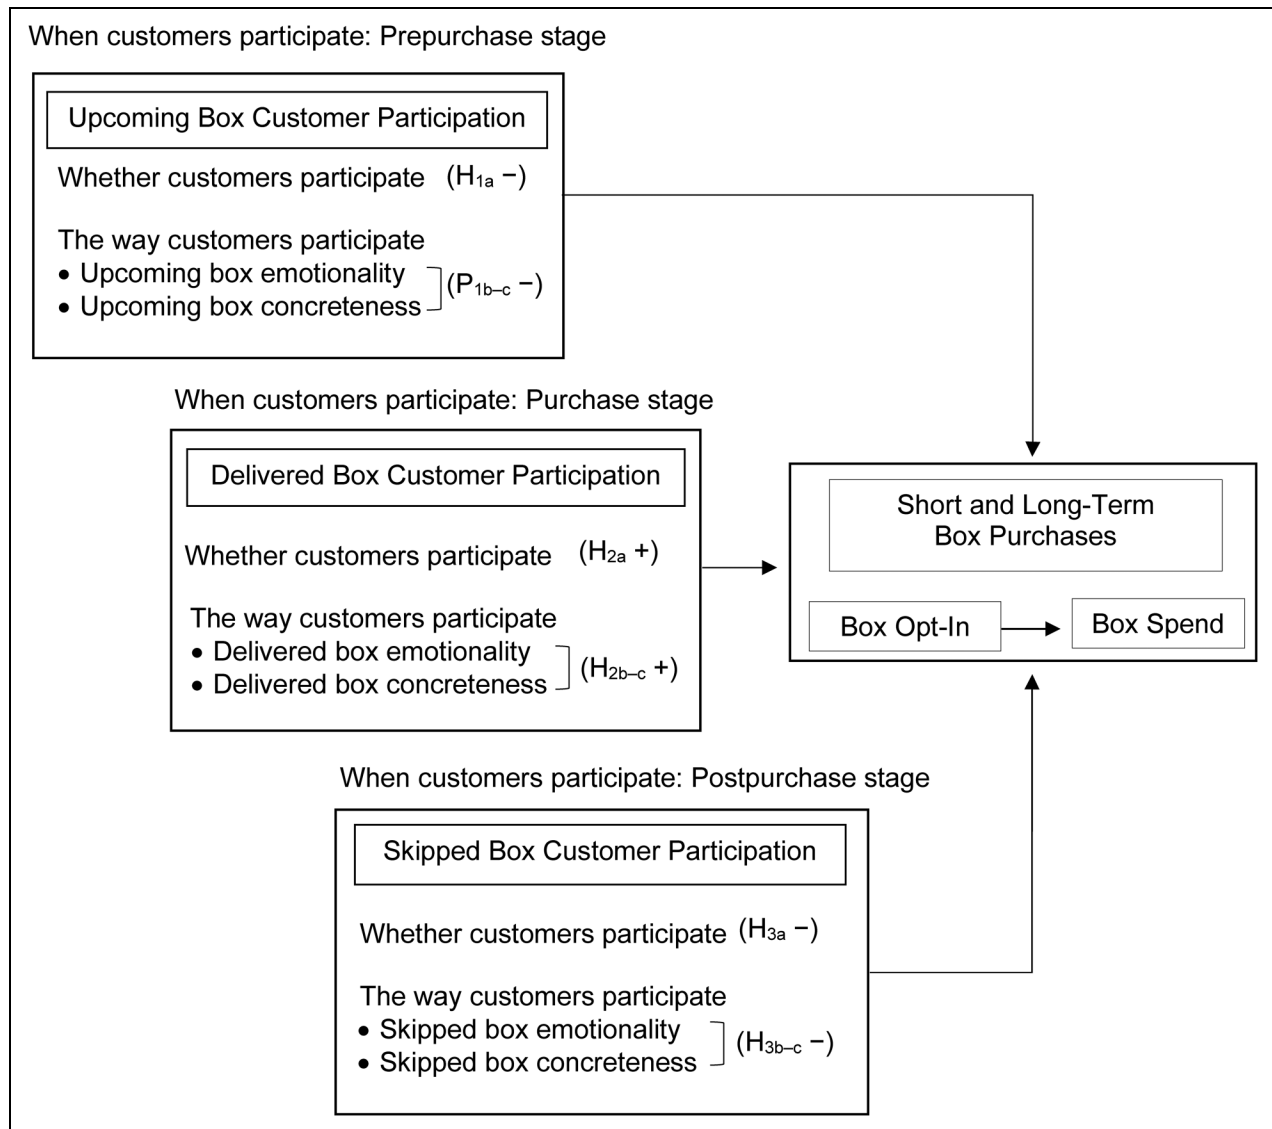 When customers participate: Prepurchase stage
Upcoming Box Customer Participation
Whether customers participate (H1a −)
The way customers participate
• Upcoming box emotionality
• Upcoming box concreteness
(P1b–c −)
When customers participate: Purchase stage
Delivered Box Customer Participation
Whether customers participate (H2a +)
The way customers participate
• Delivered box emotionality
• Delivered box concreteness
(H2b–c +)
Short and Long-Term
Box Purchases
Box Opt-In
Box Spend
When customers participate: Postpurchase stage
Skipped Box Customer Participation
Whether customers participate (H3a −)
The way customers participate
• Skipped box emotionality
• Skipped box concreteness
(H3b–c −)